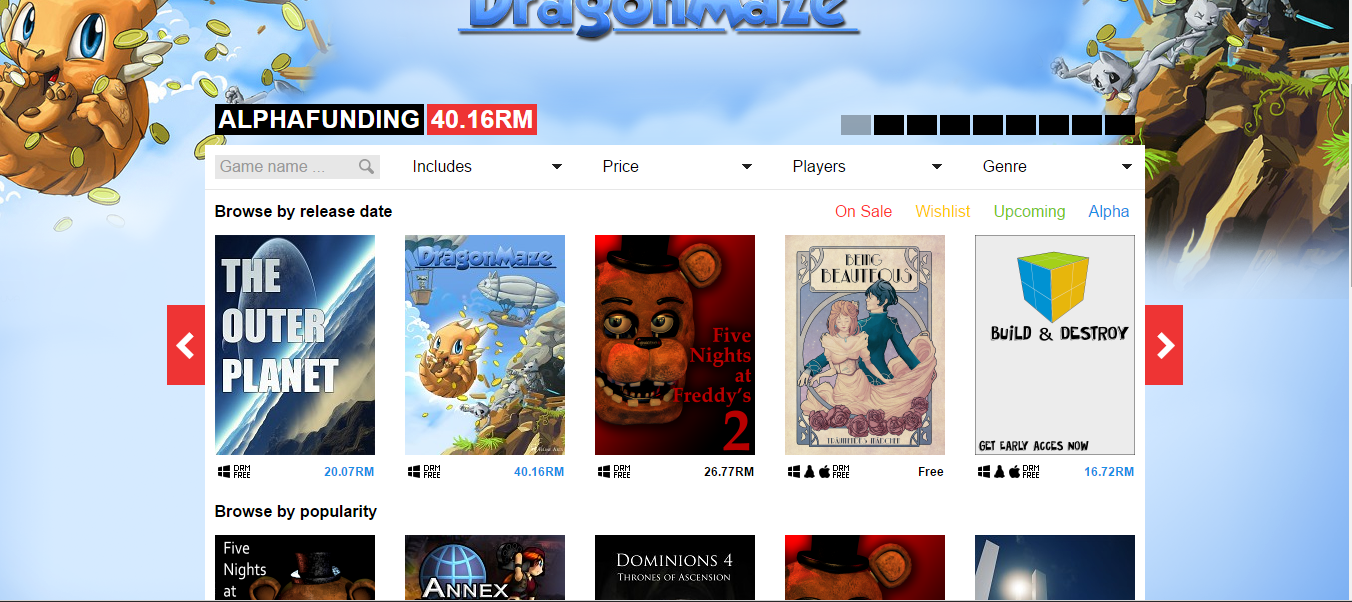 DragonMaze
ALPHAFUNDING 40.16RM
Game name ... Includes Price Players Genre
Browse by release date
On Sale Wishlist Upcoming Alpha
THE
OUTER
PLANET
DragonMaze
Five
Nights
at
Freddy's
2
BEING
BEAUTEOUS
BUiLD & DESTROY
GET EARLY ACCES NOW
DRM FREE 20.07RM
DRM FREE 40.16RM
DRM FREE 26.77RM
DRM FREE Free
DRM FREE 16.72RM
Browse by popularity
Five
Nights
at
ANNEX
DOMINIONS 4
THRONES OF ASCENSION